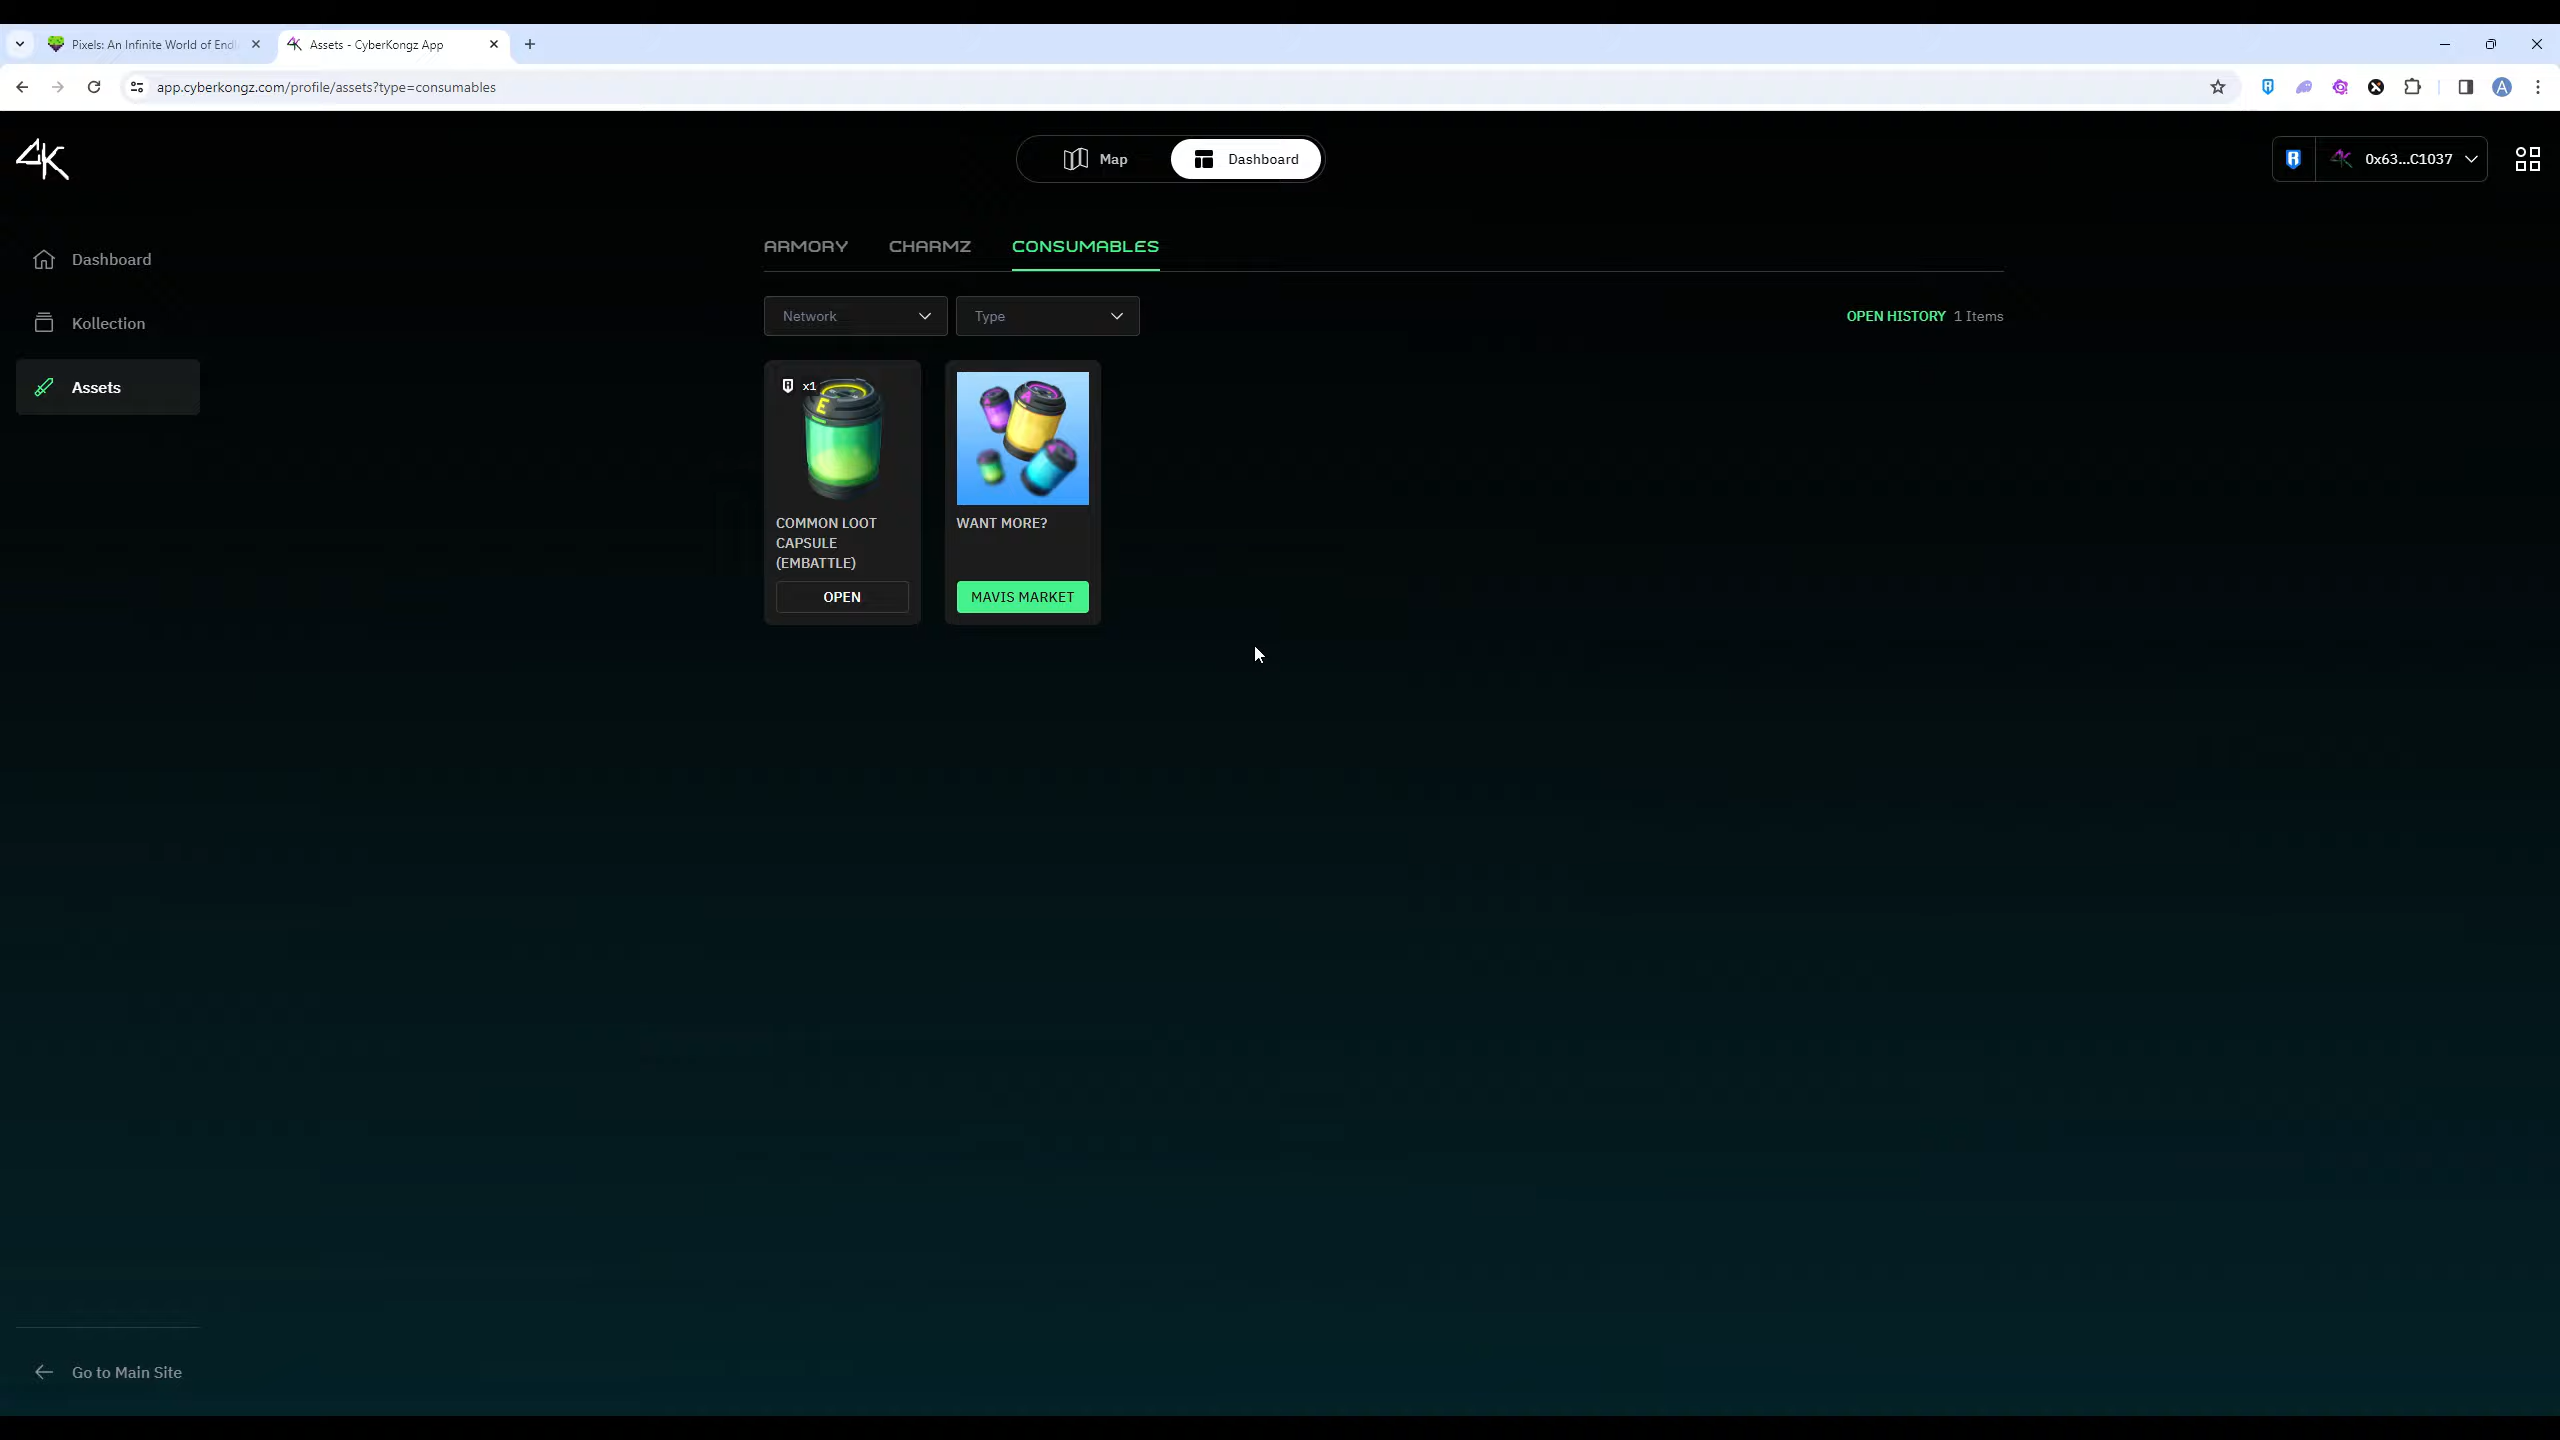 Pixels: An Infinite World of Endl
Assets - CyberKongz App
app.cyberkongz.com/profile/assets?type=consumables
A
4K
Map
Dashboard
0x63...C1037
Dashboard
Kollection
Assets
ARMORY
CHARMZ
CONSUMABLES
Network
Type
OPEN HISTORY 1 Items
x1
E
COMMON LOOT
CAPSULE
(EMBATTLE)
OPEN
A
WANT MORE?
MAVIS MARKET
Go to Main Site